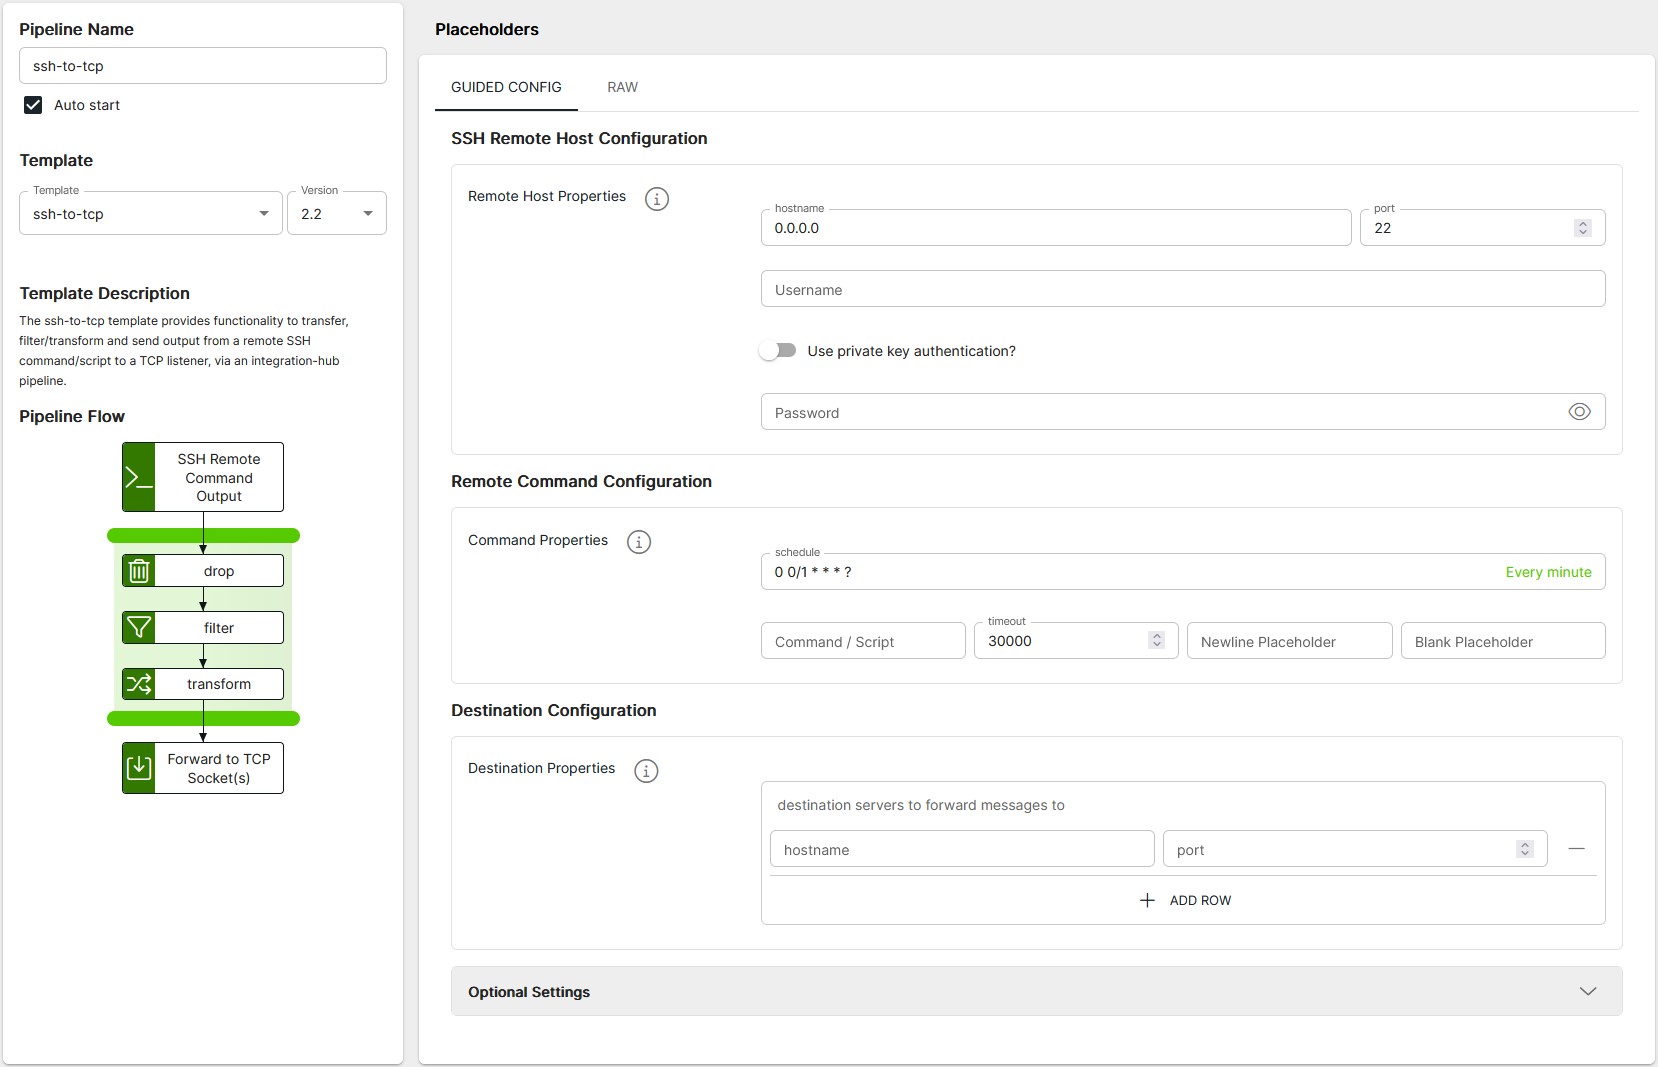 Pipeline Name
ssh-to-tcp
Auto start
Template
Template
ssh-to-tcp
Version
2.2
Template Description
The ssh-to-tcp template provides functionality to transfer,
filter/transform and send output from a remote SSH
command/script to a TCP listener, via an integration-hub
pipeline.
Pipeline Flow
SSH Remote
Command
Output
drop
filter
transform
Forward to TCP
Socket(s)
Placeholders
GUIDED CONFIG
RAW
SSH Remote Host Configuration
Remote Host Properties
hostname
0.0.0.0
port
22
Username
Use private key authentication?
Password
Remote Command Configuration
Command Properties
schedule
0 0/1 * * * ?
Every minute
Command / Script
timeout
30000
Newline Placeholder
Blank Placeholder
Destination Configuration
Destination Properties
destination servers to forward messages to
hostname
port
ADD ROW
Optional Settings